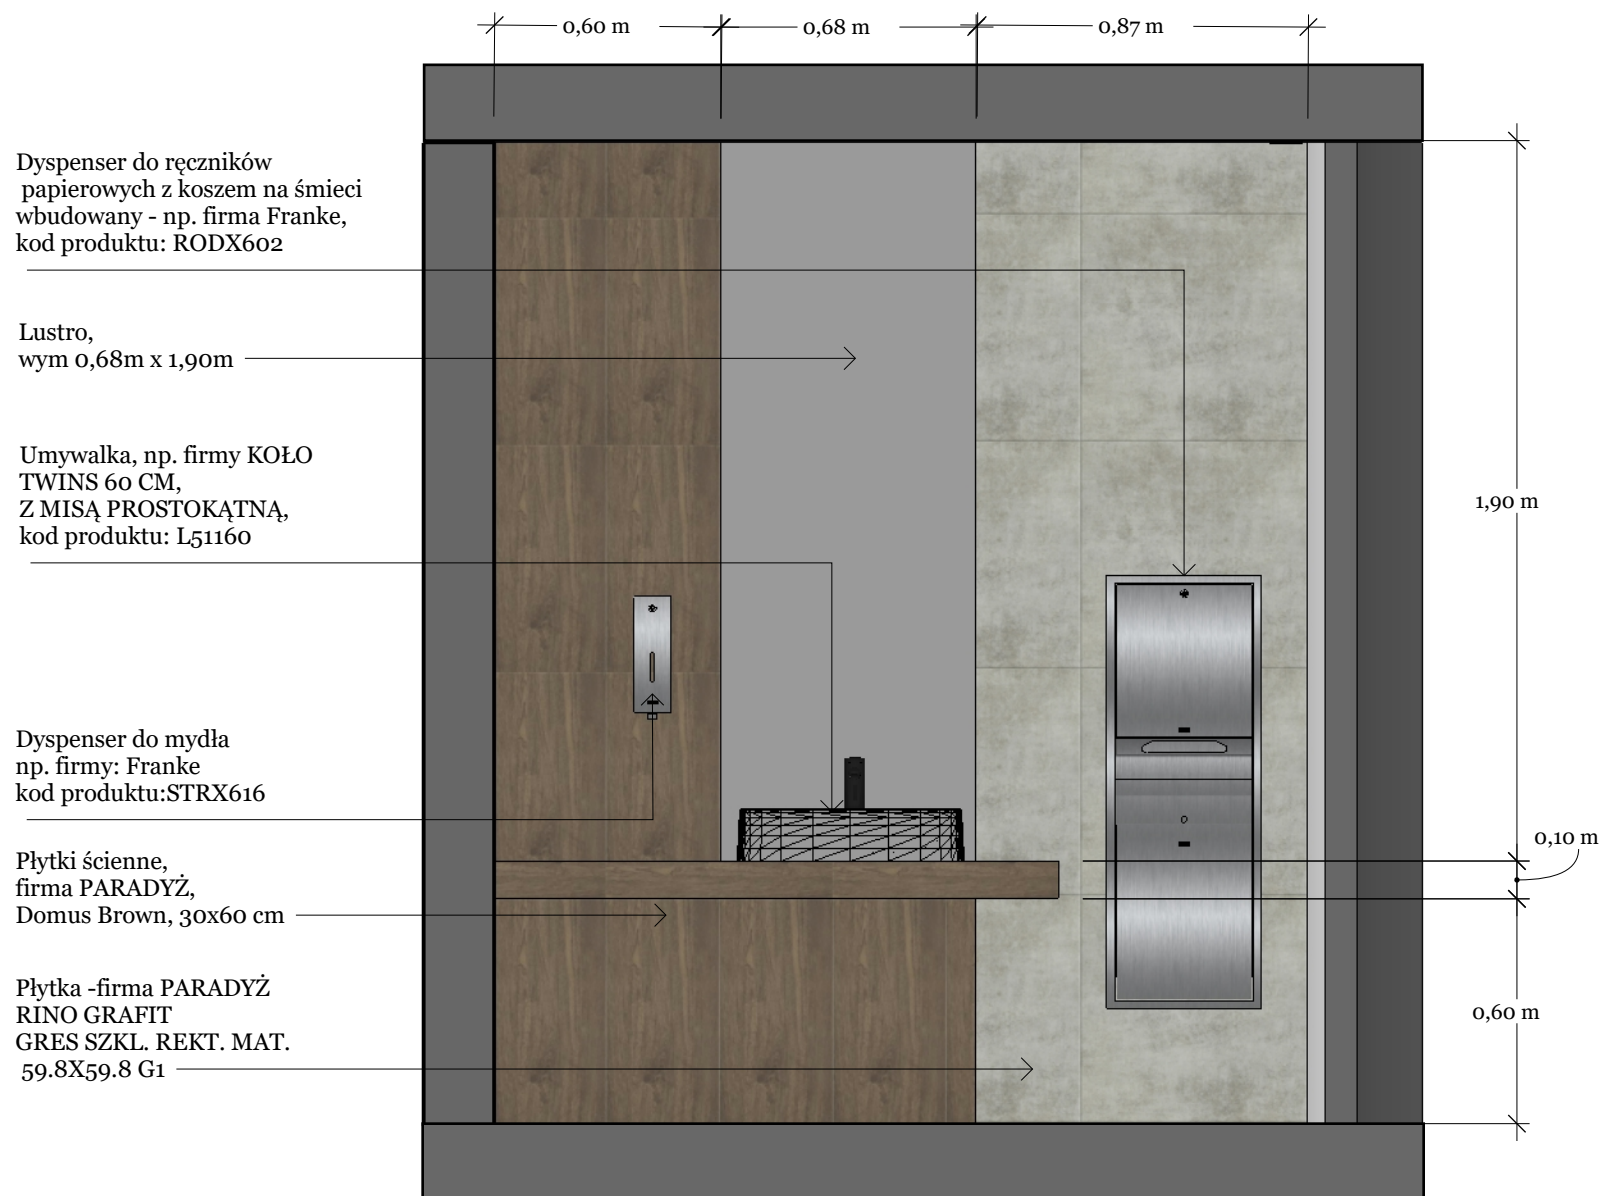 0,60 m
0,68 m
0,87 m
Dyspenser do ręczników
papierowych z koszem na śmieci
wbudowany - np. firma Franke,
kod produktu: RODX602
Lustro,
wym 0,68m x 1,90m
Umywalka, np. firmy KOŁO
TWINS 60 CM,
Z MISĄ PROSTOKĄTNĄ,
kod produktu: L51160
1,90 m
Dyspenser do mydła
np. firmy: Franke
kod produktu:STRX616
0,10 m
Płytki ścienne,
firma PARADYŻ,
Domus Brown, 30x60 cm
Płytka -firma PARADYŻ
RINO GRAFIT
GRES SZKL. REKT. MAT.
59.8X59.8 G1
0,60 m